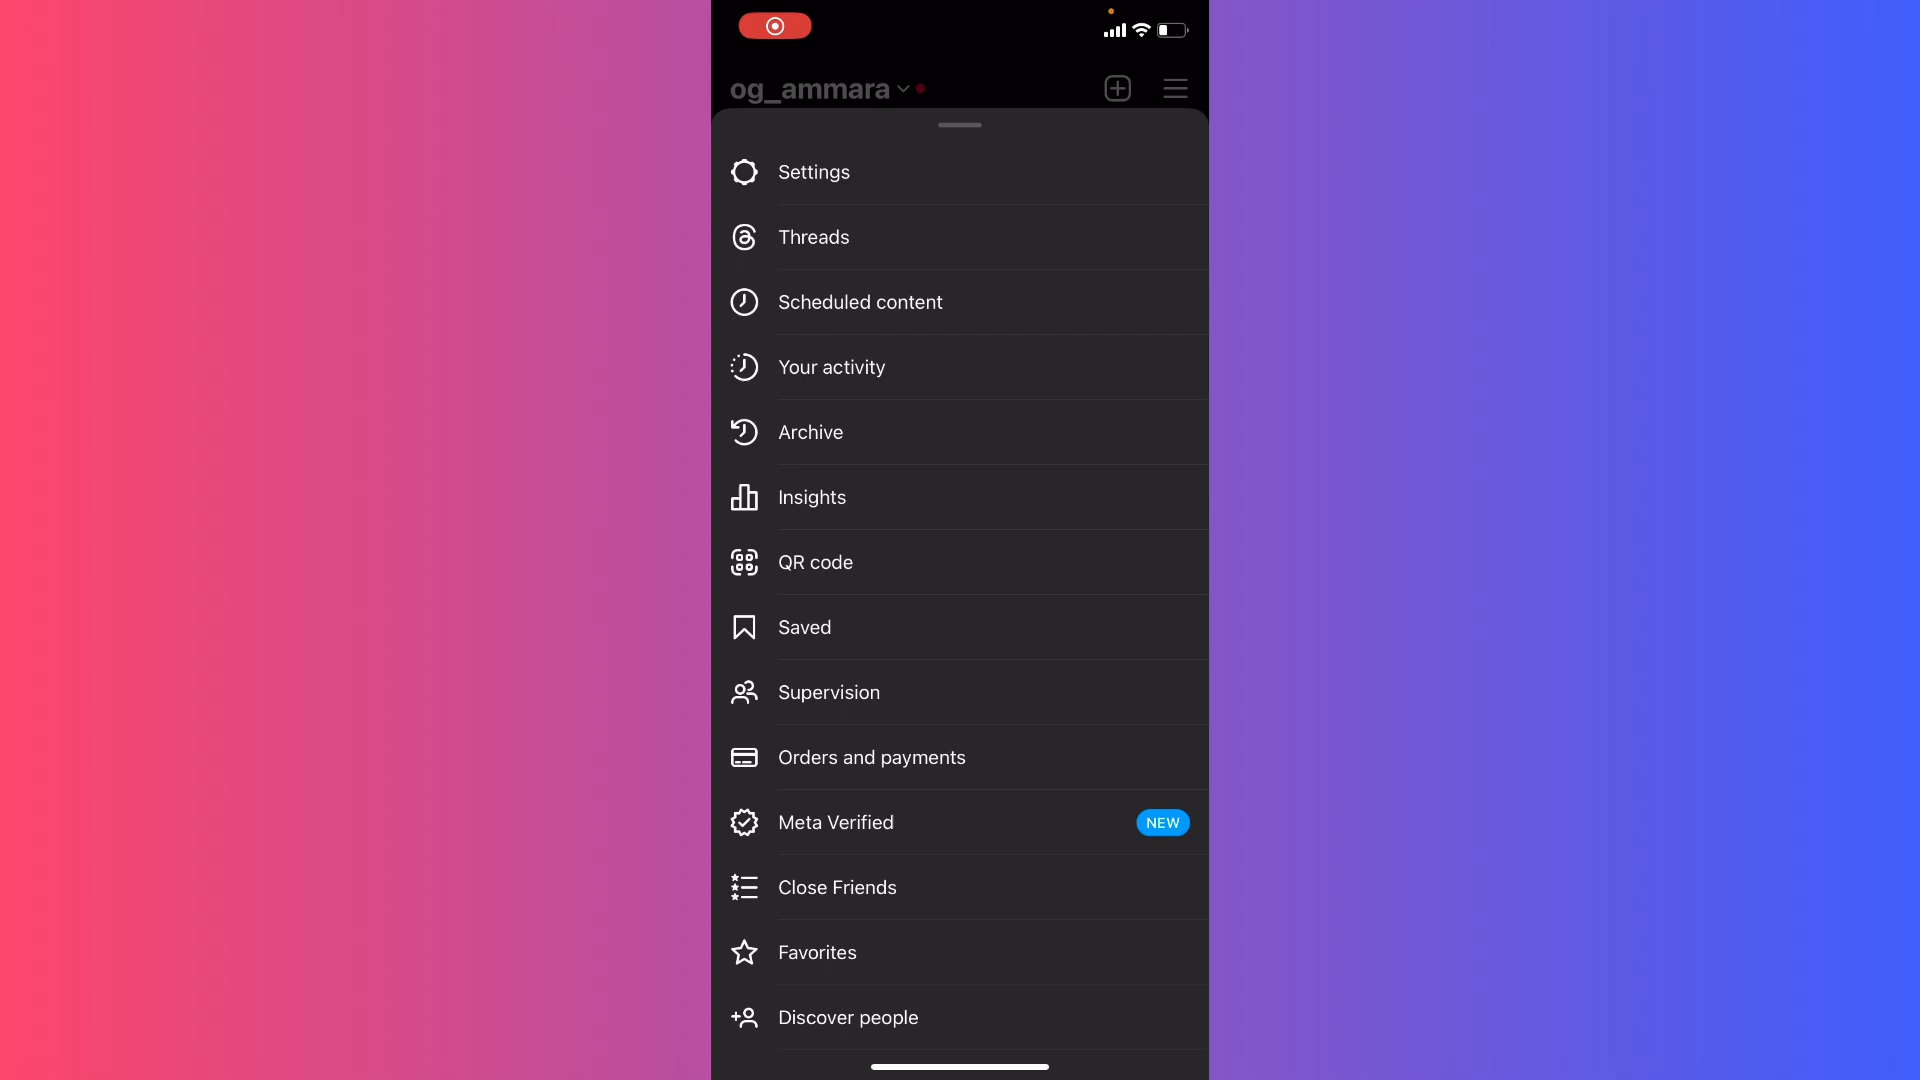 og_ammara
Settings
Threads
Scheduled content
Your activity
Archive
Insights
QR code
Saved
Supervision
Orders and payments
Meta Verified NEW
Close Friends
Favorites
Discover people